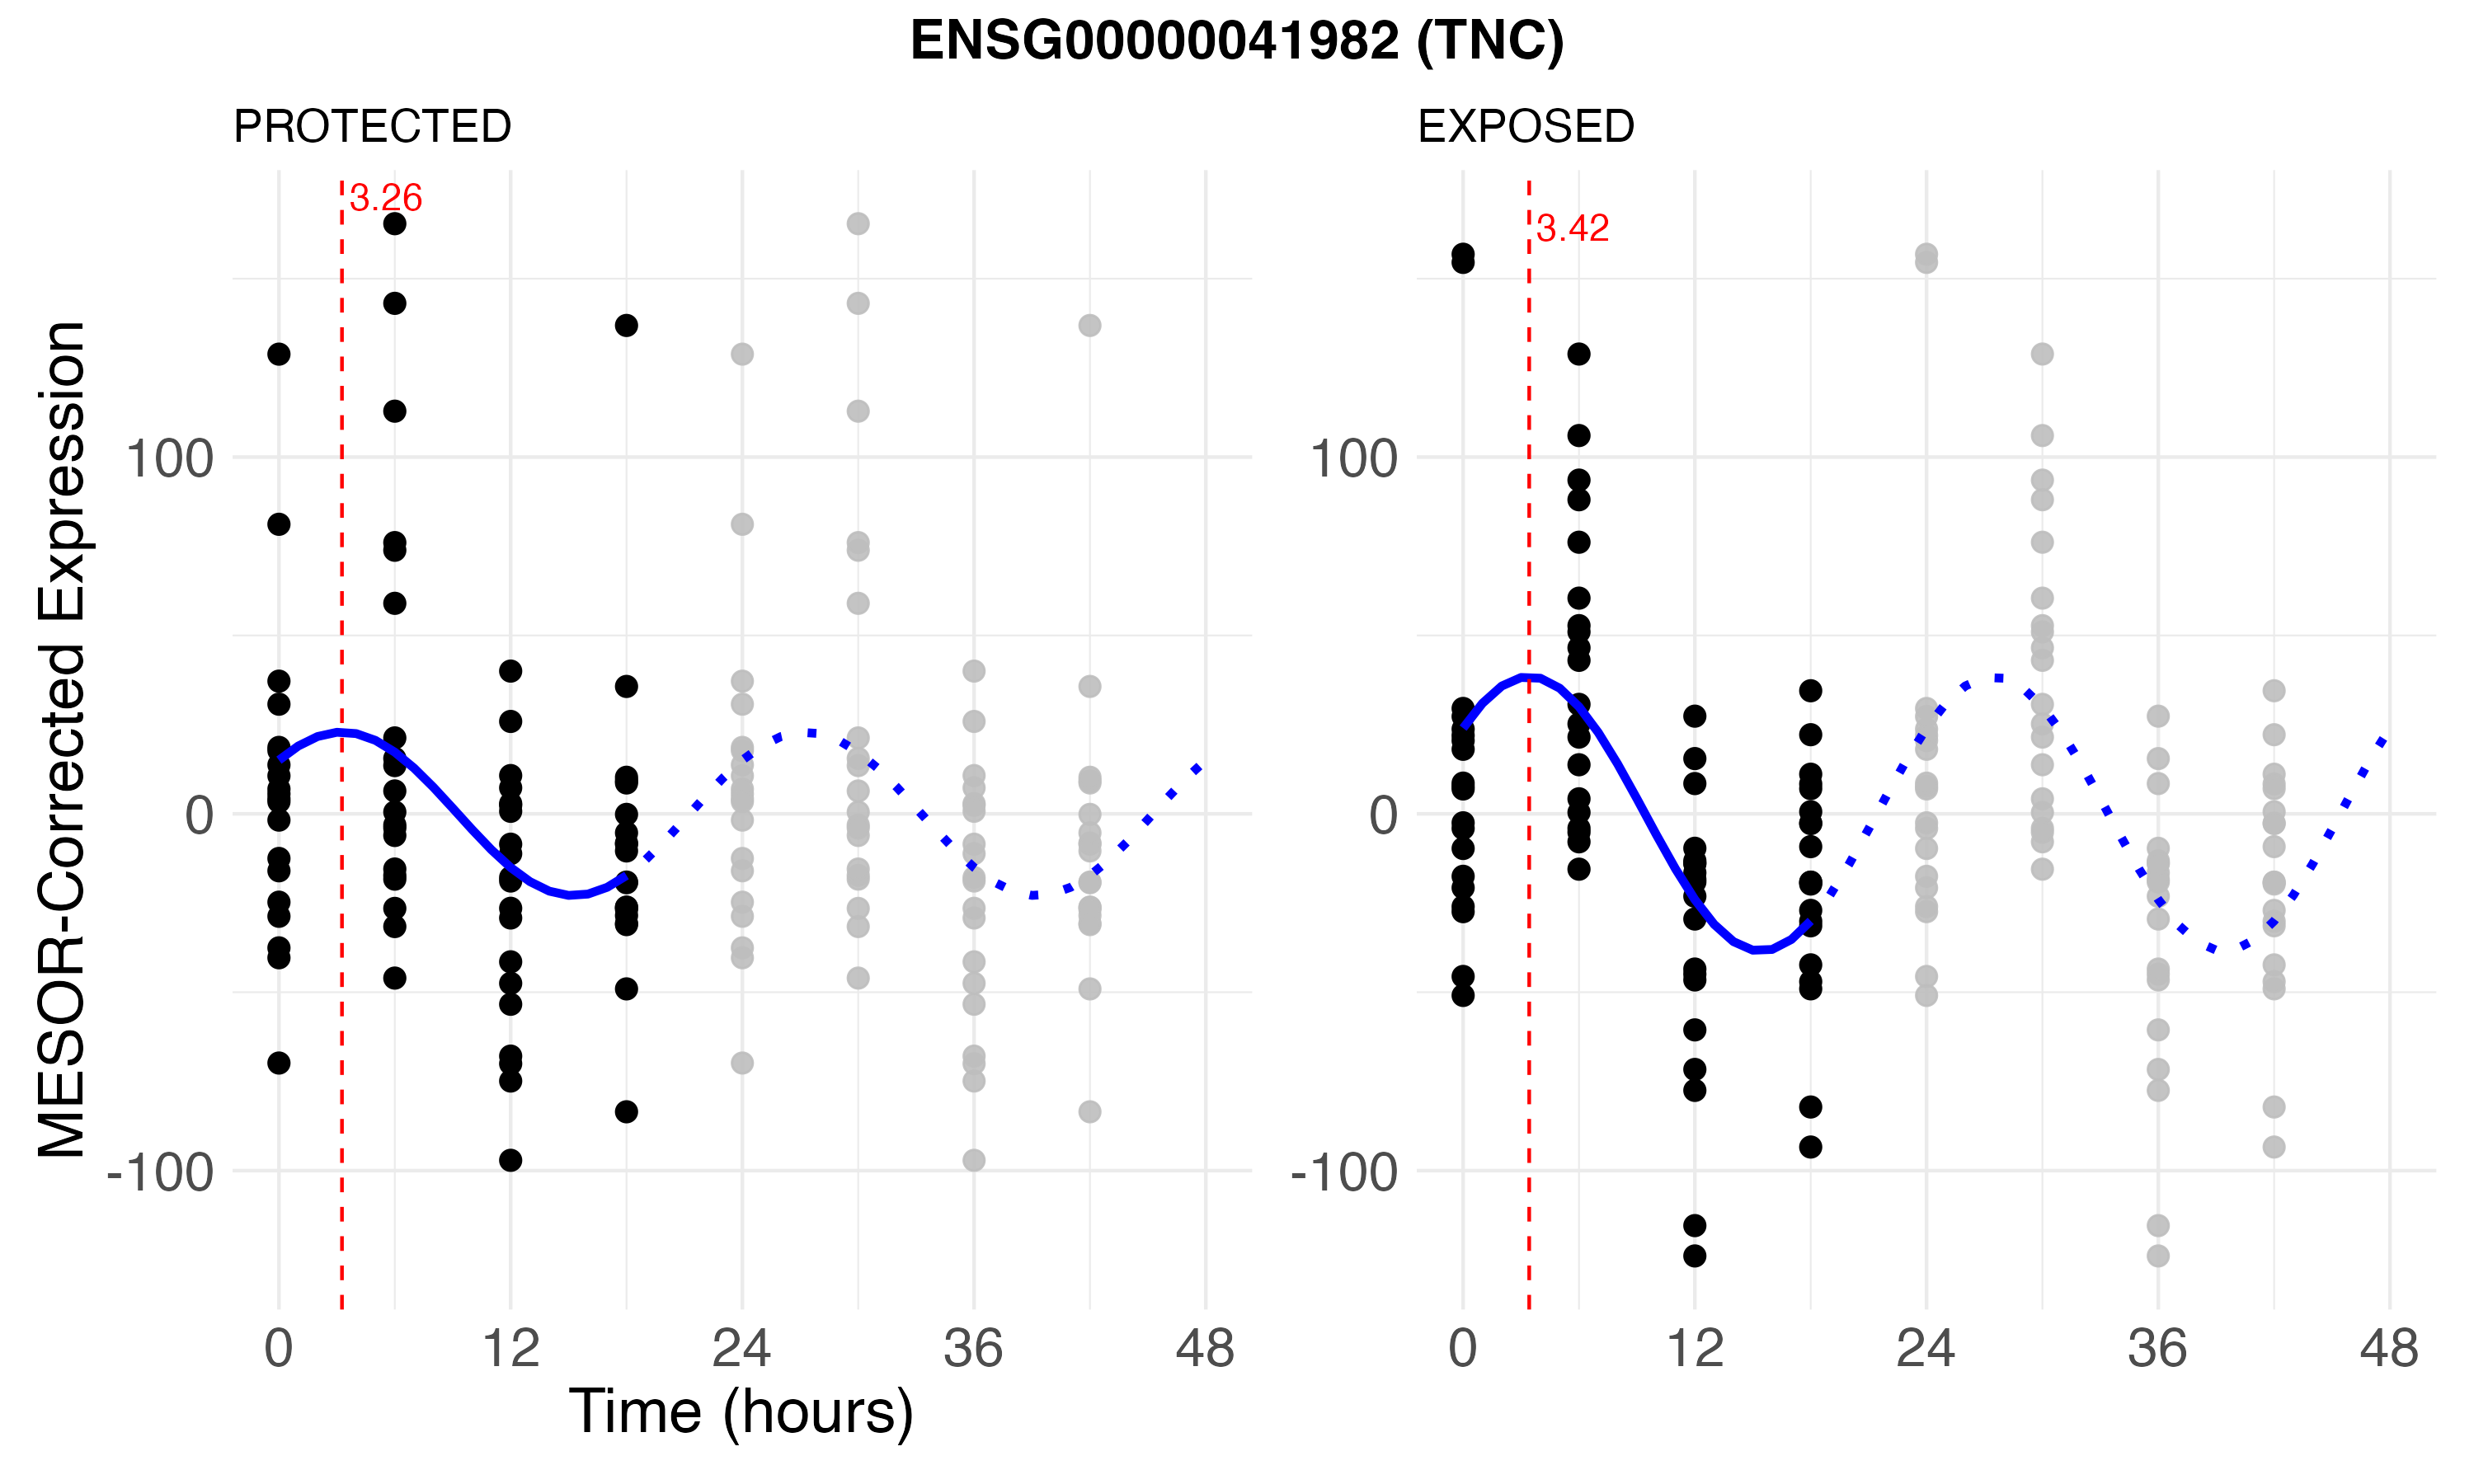 ENSG00000041982 (TNC)
PROTECTED
EXPOSED
3.26
3.42
MESOR-Corrected Expression
100
0
-100
100
0
-100
0 12 24 36 48
0 12 24 36 48
Time (hours)